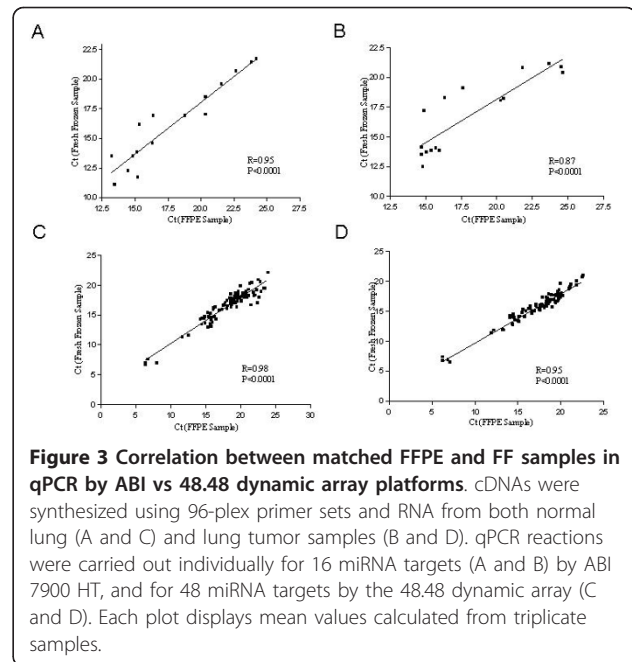 A
22.5
20.0
17.5
15.0
12.5
10.0
Ct (Fresh Frozen Sample)
R=0.95
P<0.0001
12.5 15.0 17.5 20.0 22.5 25.0 27.5
Ct (FFPE Sample)
B
22.5
20.0
17.5
15.0
12.5
10.0
Ct (Fresh Frozen Sample)
R=0.87
P<0.0001
12.5 15.0 17.5 20.0 22.5 25.0 27.5
Ct (FFPE Sample)
C
25
20
15
10
5
0
Ct (Fresh Frozen Sample)
R=0.98
P<0.0001
0 5 10 15 20 25 30
Ct (FFPE Sample)
D
25
20
15
10
5
0
Ct (Fresh Frozen Sample)
R=0.95
P<0.0001
0 5 10 15 20 25
Ct (FFPE Sample)
Figure 3 Correlation between matched FFPE and FF samples in
qPCR by ABI vs 48.48 dynamic array platforms. cDNAs were
synthesized using 96-plex primer sets and RNA from both normal
lung (A and C) and lung tumor samples (B and D). qPCR reactions
were carried out individually for 16 miRNA targets (A and B) by ABI
7900 HT, and for 48 miRNA targets by the 48.48 dynamic array (C
and D). Each plot displays mean values calculated from triplicate
samples.